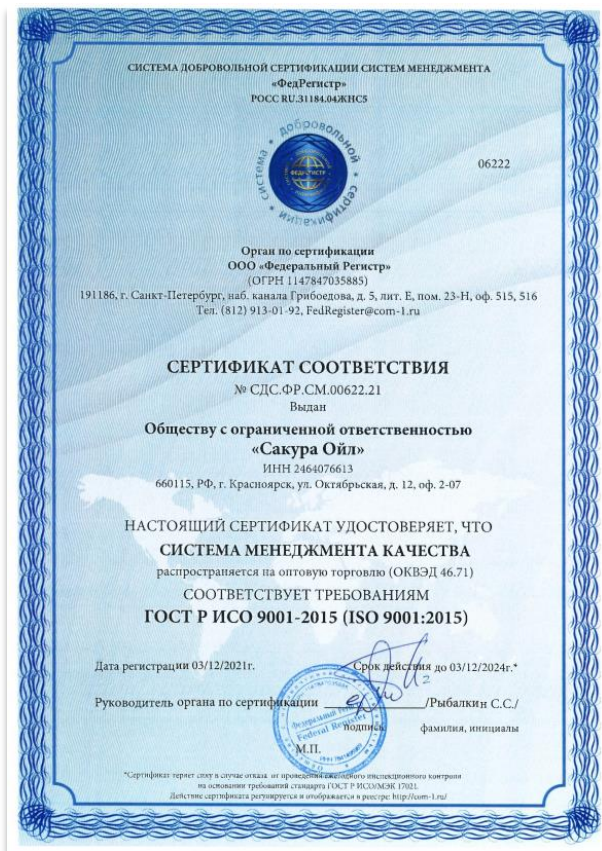 СИСТЕМА ДОБРОВОЛЬНОЙ СЕРТИФИКАЦИИ СИСТЕМ МЕНЕДЖМЕНТА
«ФедРегистр»
РОСС RU.31184.04ЖНС5
система добровольной сертификации
ФЕДРЕГИСТР
06222
Орган по сертификации
ООО «Федеральный Регистр»
(ОГРН 1147847035885)
191186, г. Санкт-Петербург, наб. канала Грибоедова, д. 5, лит. Е, пом. 23-Н, оф. 515, 516
Тел. (812) 913-01-92, FedRegister@com-1.ru
СЕРТИФИКАТ СООТВЕТСТВИЯ
№ СДС.ФР.СМ.00622.21
Выдан
Обществу с ограниченной ответственностью
«Сакура Ойл»
ИНН 2464076613
660115, РФ, г. Красноярск, ул. Октябрьская, д. 12, оф. 2-07
НАСТОЯЩИЙ СЕРТИФИКАТ УДОСТОВЕРЯЕТ, ЧТО
СИСТЕМА МЕНЕДЖМЕНТА КАЧЕСТВА
распространяется на оптовую торговлю (ОКВЭД 46.71)
СООТВЕТСТВУЕТ ТРЕБОВАНИЯМ
ГОСТ Р ИСО 9001-2015 (ISO 9001:2015)
Дата регистрации 03/12/2021г. Срок действия до 03/12/2024г.*
Руководитель органа по сертификации /Рыбалкин С.С./
подпись фамилия, инициалы
Федеральный
Federal Register
М.П.
*Сертификат теряет силу в случае отказа от проведения ежегодного инспекционного контроля
на основании требований стандарта ГОСТ Р ИСО/МЭК 17021.
Действие сертификата регулируется и отображается в реестре: http://com-1.ru/